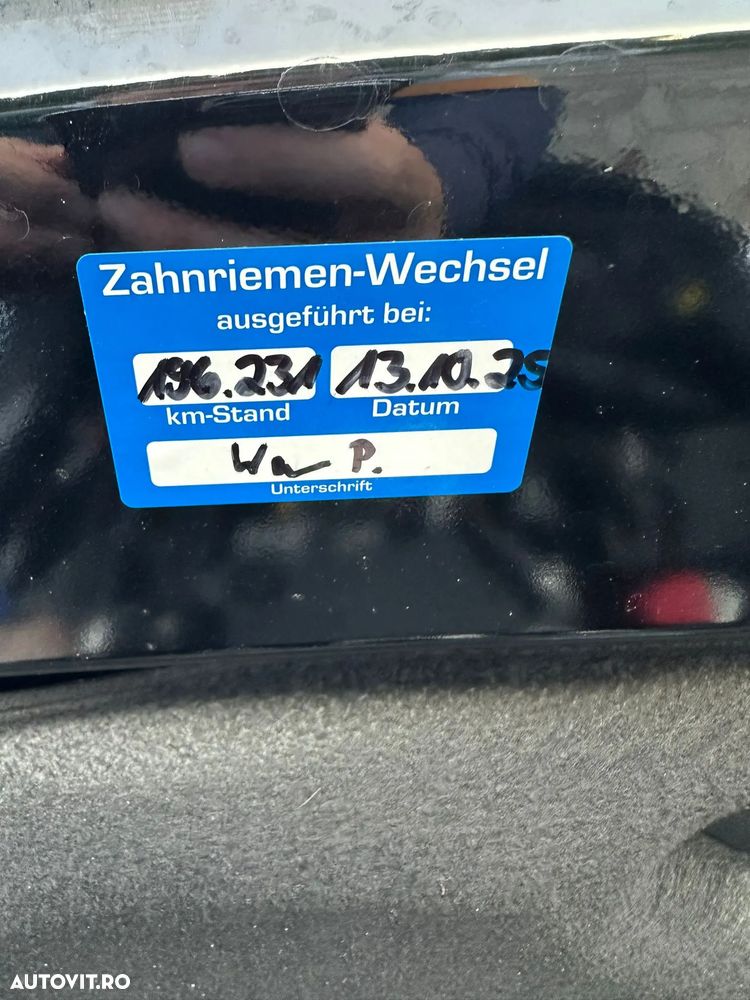 Zahnriemen-Wechsel
ausgeführt bei:
196.231 13.10.25
km-Stand Datum
P.
Unterschrift
AUTOVIT.RO